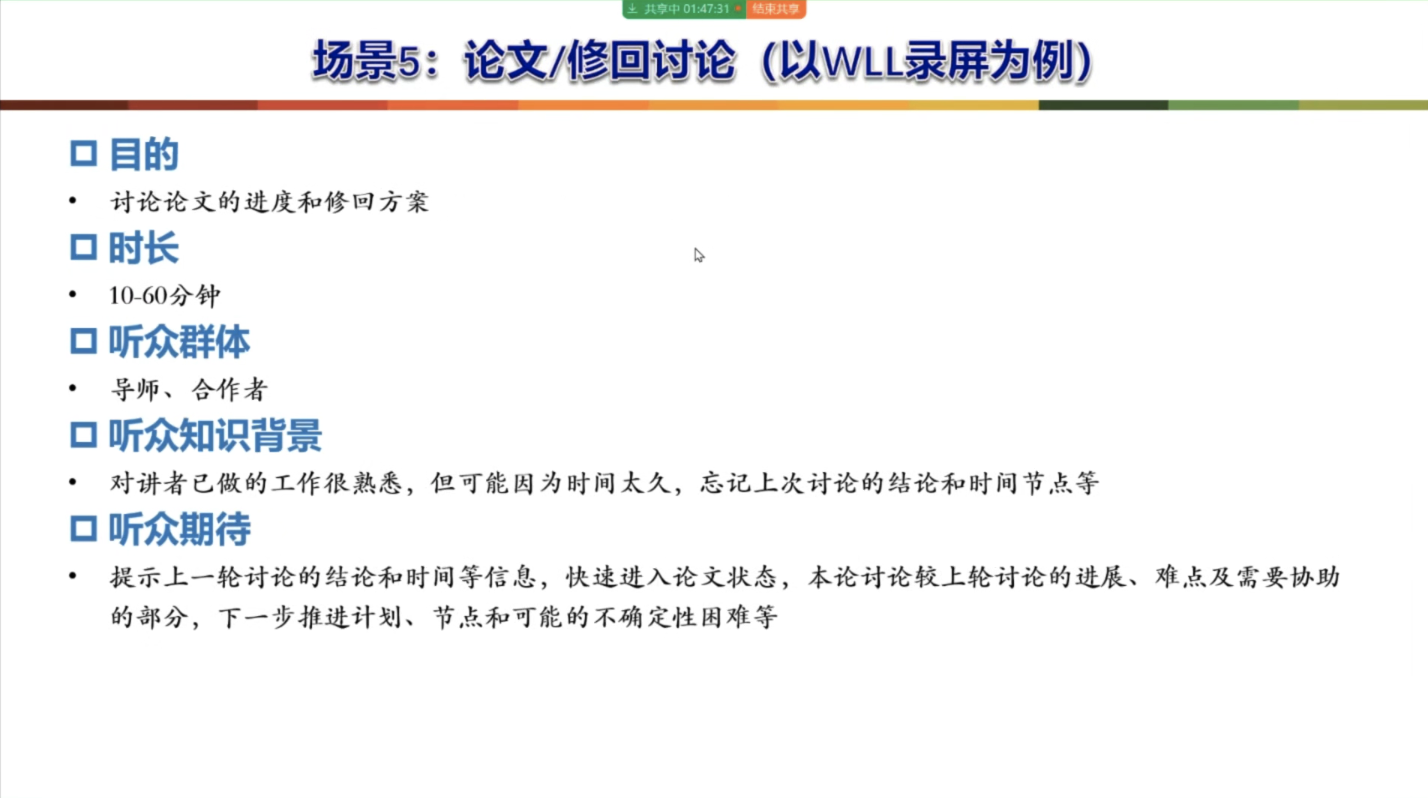 共享中 01:47:31 结束共享
场景5：论文/修回讨论（以WLL录屏为例）
目的
• 讨论论文的进度和修回方案
时长
• 10-60分钟
听众群体
• 导师、合作者
听众知识背景
• 对讲者已做的工作很熟悉，但可能因为时间太久，忘记上次讨论的结论和时间节点等
听众期待
• 提示上一轮讨论的结论和时间等信息，快速进入论文状态，本论讨论较上轮讨论的进展、难点及需要协助
的部分，下一步推进计划、节点和可能的不确定性困难等